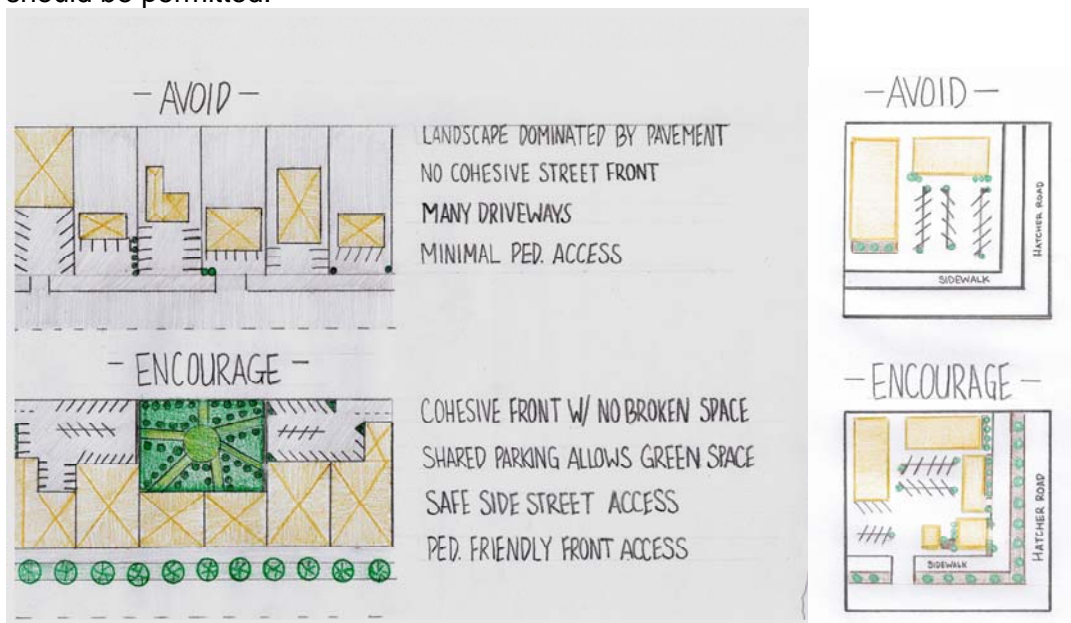 should be permitted.
- AVOID -
LANDSCAPE DOMINATED BY PAVEMENT
NO COHESIVE STREET FRONT
MANY DRIVEWAYS
MINIMAL PED. ACCESS
- ENCOURAGE -
COHESIVE FRONT W/ NO BROKEN SPACE
SHARED PARKING ALLOWS GREEN SPACE
SAFE SIDE STREET ACCESS
PED. FRIENDLY FRONT ACCESS
-AVOID-
HATCHER ROAD
SIDEWALK
- ENCOURAGE -
HATCHER ROAD
SIDEWALK